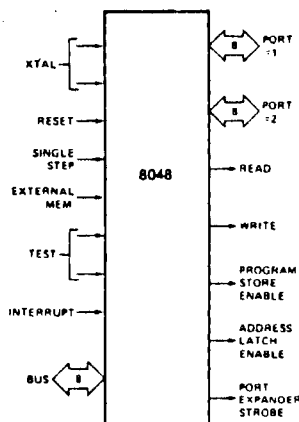 XTAL
RESET
SINGLE
STEP
EXTERNAL
MEM
TEST
INTERRUPT
BUS
8
8048
8
PORT
=1
8
PORT
=2
READ
WRITE
PROGRAM
STORE
ENABLE
ADDRESS
LATCH
ENABLE
PORT
EXPANDER
STROBE